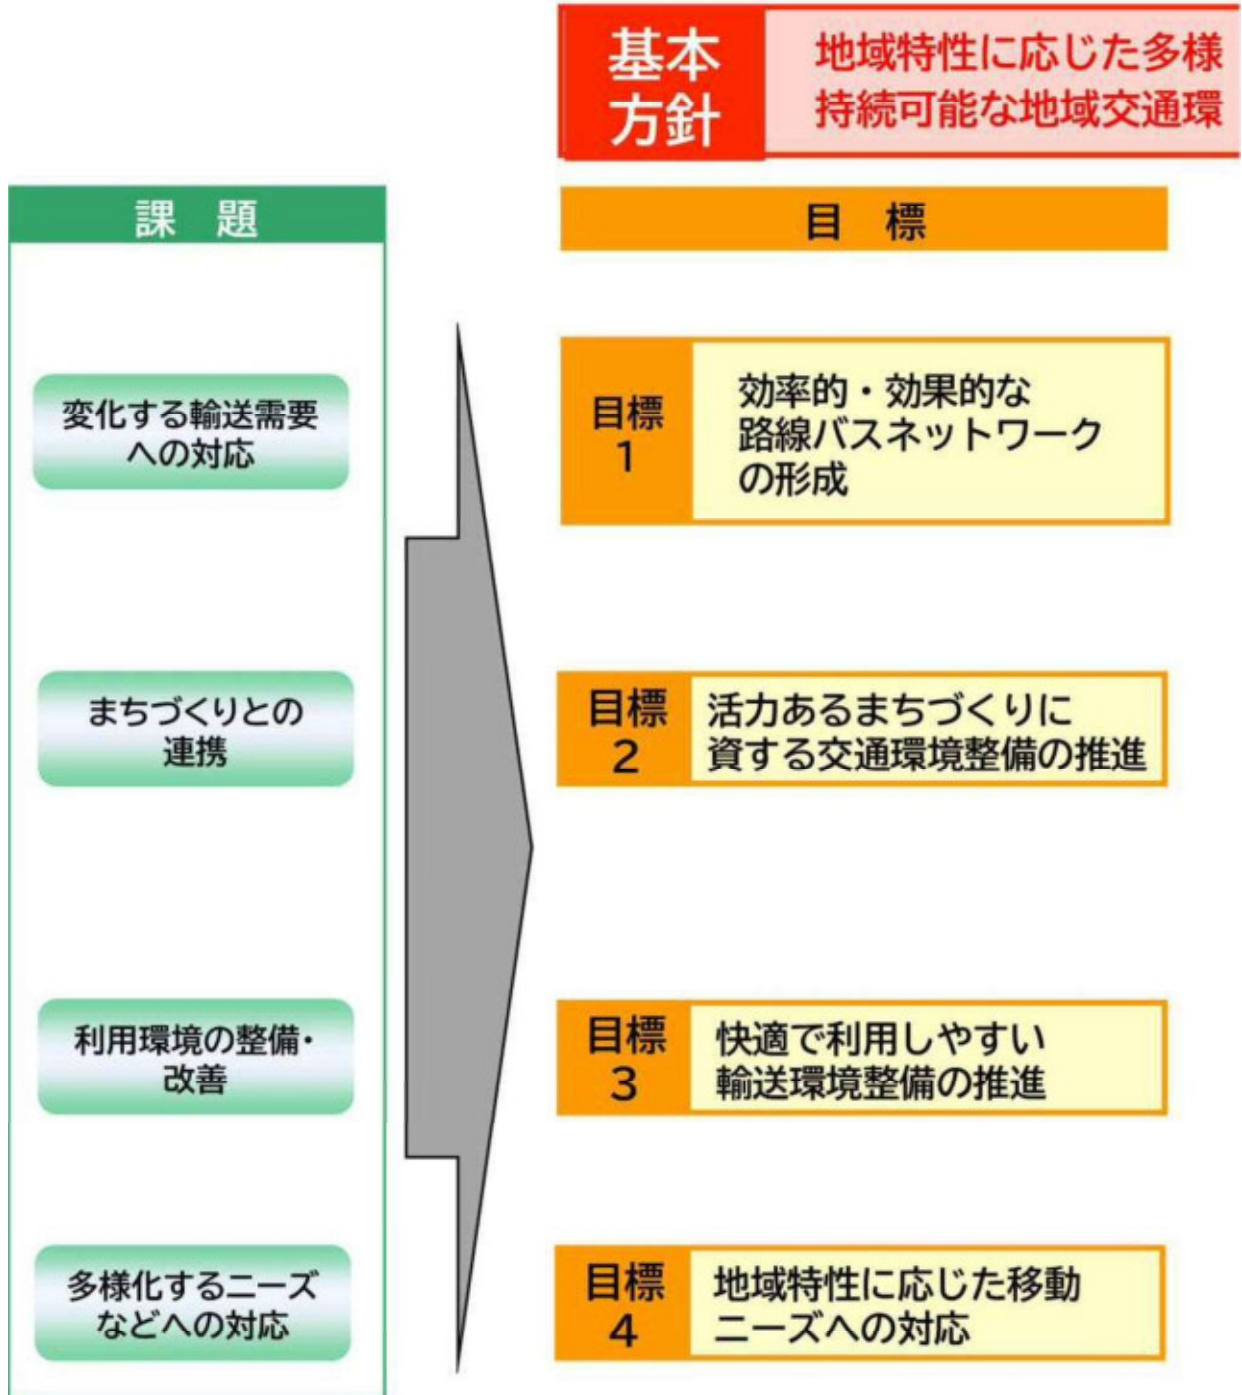 基本
方針
地域特性に応じた多様
持続可能な地域交通環
課 題
変化する輸送需要
への対応
まちづくりとの
連携
利用環境の整備・
改善
多様化するニーズ
などへの対応
目 標
目標
1
効率的・効果的な
路線バスネットワーク
の形成
目標
2
活力あるまちづくりに
資する交通環境整備の推進
目標
3
快適で利用しやすい
輸送環境整備の推進
目標
4
地域特性に応じた移動
ニーズへの対応